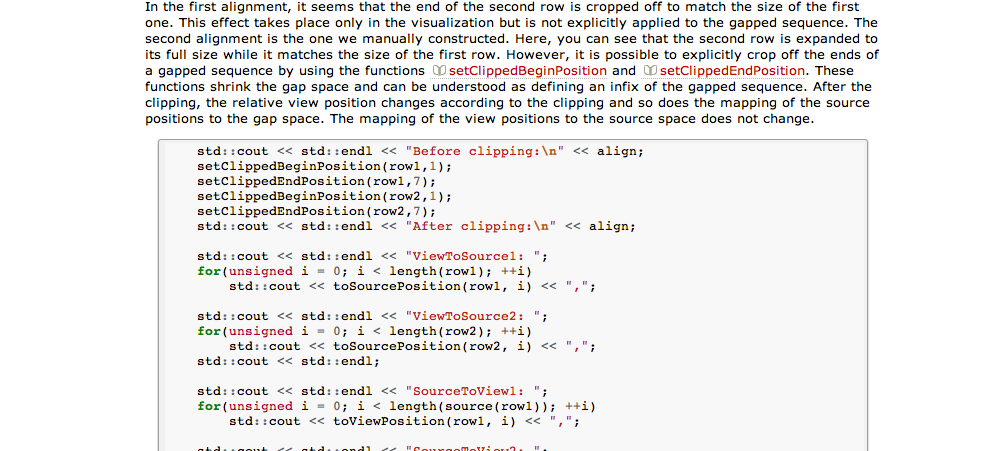 In the first alignment, it seems that the end of the second row is cropped off to match the size of the first
one. This effect takes place only in the visualization but is not explicitly applied to the gapped sequence. The
second alignment is the one we manually constructed. Here, you can see that the second row is expanded to
its full size while it matches the size of the first row. However, it is possible to explicitly crop off the ends of
a gapped sequence by using the functions setClippedBeginPosition and setClippedEndPosition. These
functions shrink the gap space and can be understood as defining an infix of the gapped sequence. After the
clipping, the relative view position changes according to the clipping and so does the mapping of the source
positions to the gap space. The mapping of the view positions to the source space does not change.
std::cout << std::endl << "Before clipping:\n" << align;
setClippedBeginPosition(row1,1);
setClippedEndPosition(row1,7);
setClippedBeginPosition(row2,1);
setClippedEndPosition(row2,7);
std::cout << std::endl << "After clipping:\n" << align;
std::cout << std::endl << "ViewToSource1: ";
for(unsigned i = 0; i < length(row1); ++i)
std::cout << toSourcePosition(row1, i) << ",";
std::cout << std::endl << "ViewToSource2: ";
for(unsigned i = 0; i < length(row2); ++i)
std::cout << toSourcePosition(row2, i) << ",";
std::cout << std::endl;
std::cout << std::endl << "SourceToView1: ";
for(unsigned i = 0; i < length(source(row1)); ++i)
std::cout << toViewPosition(row1, i) << ",";
std::cout << std::endl << "SourceToView2: ";